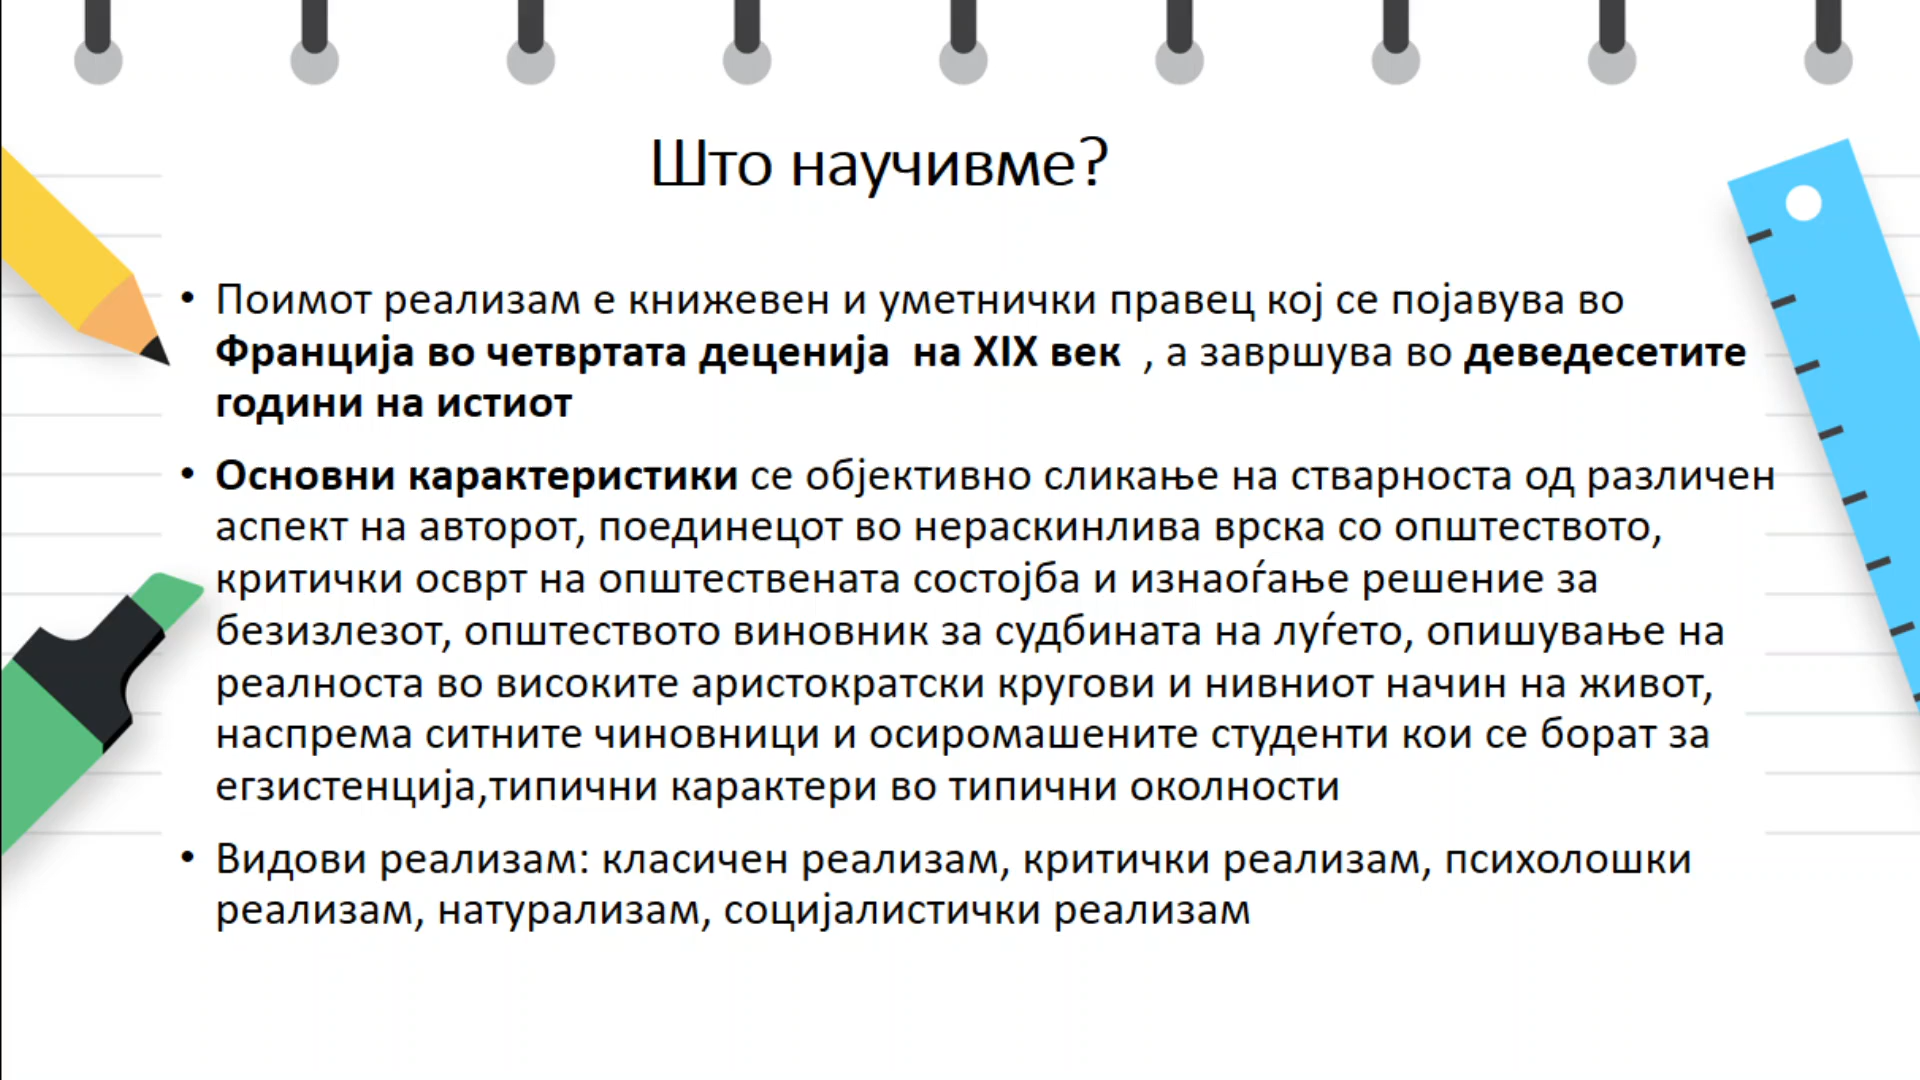 Што научивме?
• Поимот реализам е книжевен и уметнички правец кој се појавува во
Франција во четвртата деценија  на XIX век  , а завршува во деведесетите
години на истиот
• Основни карактеристики се објективно сликање на стварноста од различен
аспект на авторот, поединецот во нераскинлива врска со општеството,
критички осврт на општествената состојба и изнаоѓање решение за
безизлезот, општеството виновник за судбината на луѓето, опишување на
реалноста во високите аристократски кругови и нивниот начин на живот,
наспрема ситните чиновници и осиромашените студенти кои се борат за
егзистенција,типични карактери во типични околности
• Видови реализам: класичен реализам, критички реализам, психолошки
реализам, натурализам, социјалистички реализам